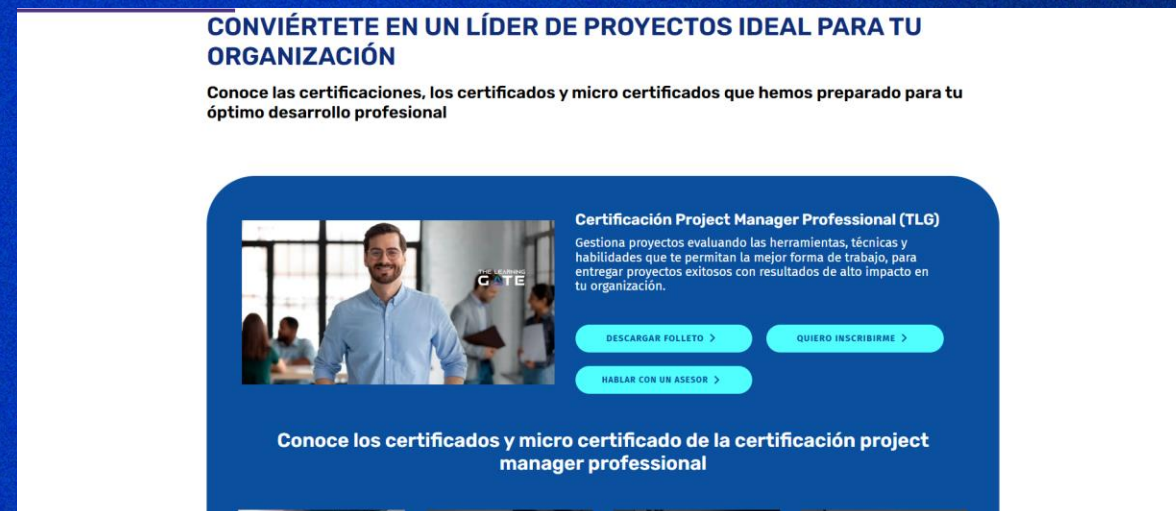 CONVIÉRTETE EN UN LÍDER DE PROYECTOS IDEAL PARA TU
ORGANIZACIÓN
Conoce las certificaciones, los certificados y micro certificados que hemos preparado para tu
óptimo desarrollo profesional
THE LEARNING
GATE
Certificación Project Manager Professional (TLG)
Gestiona proyectos evaluando las herramientas, técnicas y
habilidades que te permitan la mejor forma de trabajo, para
entregar proyectos exitosos con resultados de alto impacto en
tu organización.
DESCARGAR FOLLETO >
QUIERO INSCRIBIRME >
HABLAR CON UN ASESOR >
Conoce los certificados y micro certificado de la certificación project
manager professional